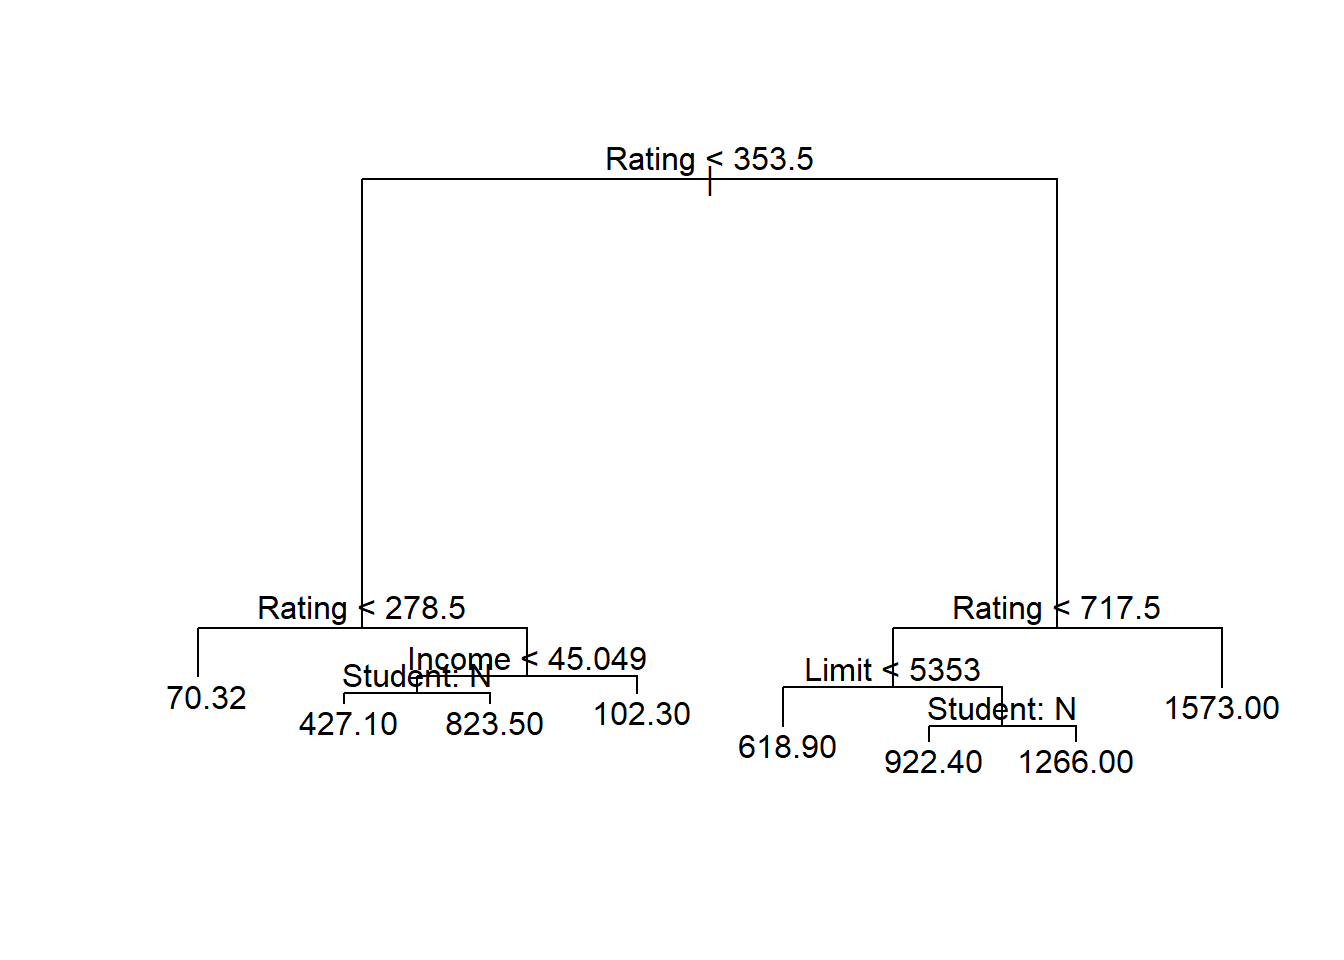 Rating < 353.5
Rating < 278.5
Rating < 717.5
Income < 45.049
Limit < 5353
Student: N
70.32
Student: N
1573.00
102.30
427.10
823.50
618.90
922.40
1266.00